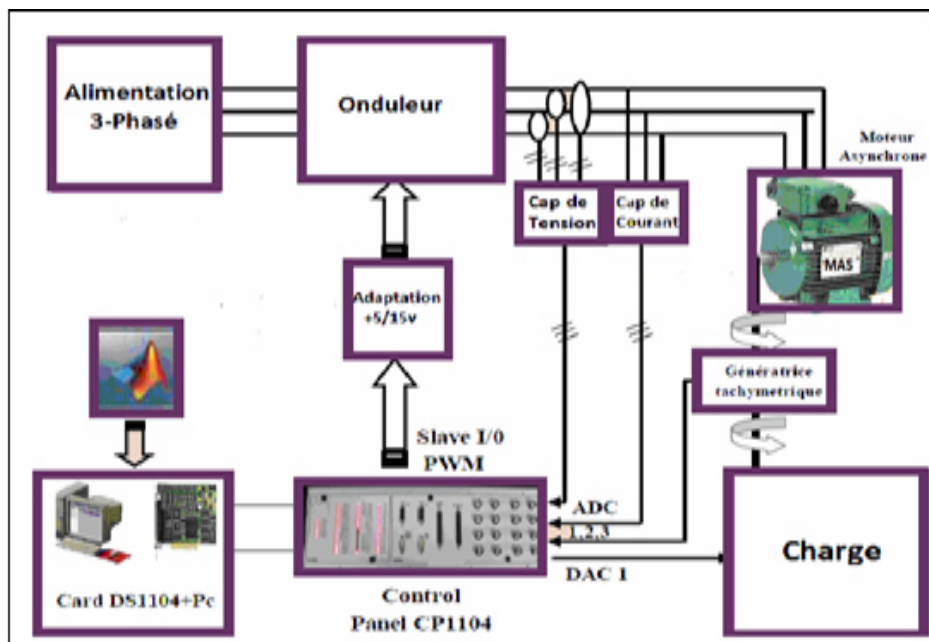 Alimentation
3-Phasé
Onduleur
Moteur
Asynchrone
Cap de
Tension
Cap de
Courant
MAS
Adaptation
+5/15v
Génératrice
tachymetrique
Slave I/0
PWM
ADC
1,2,3
DAC 1
Charge
Card DS1104+Pc
Control
Panel CP1104